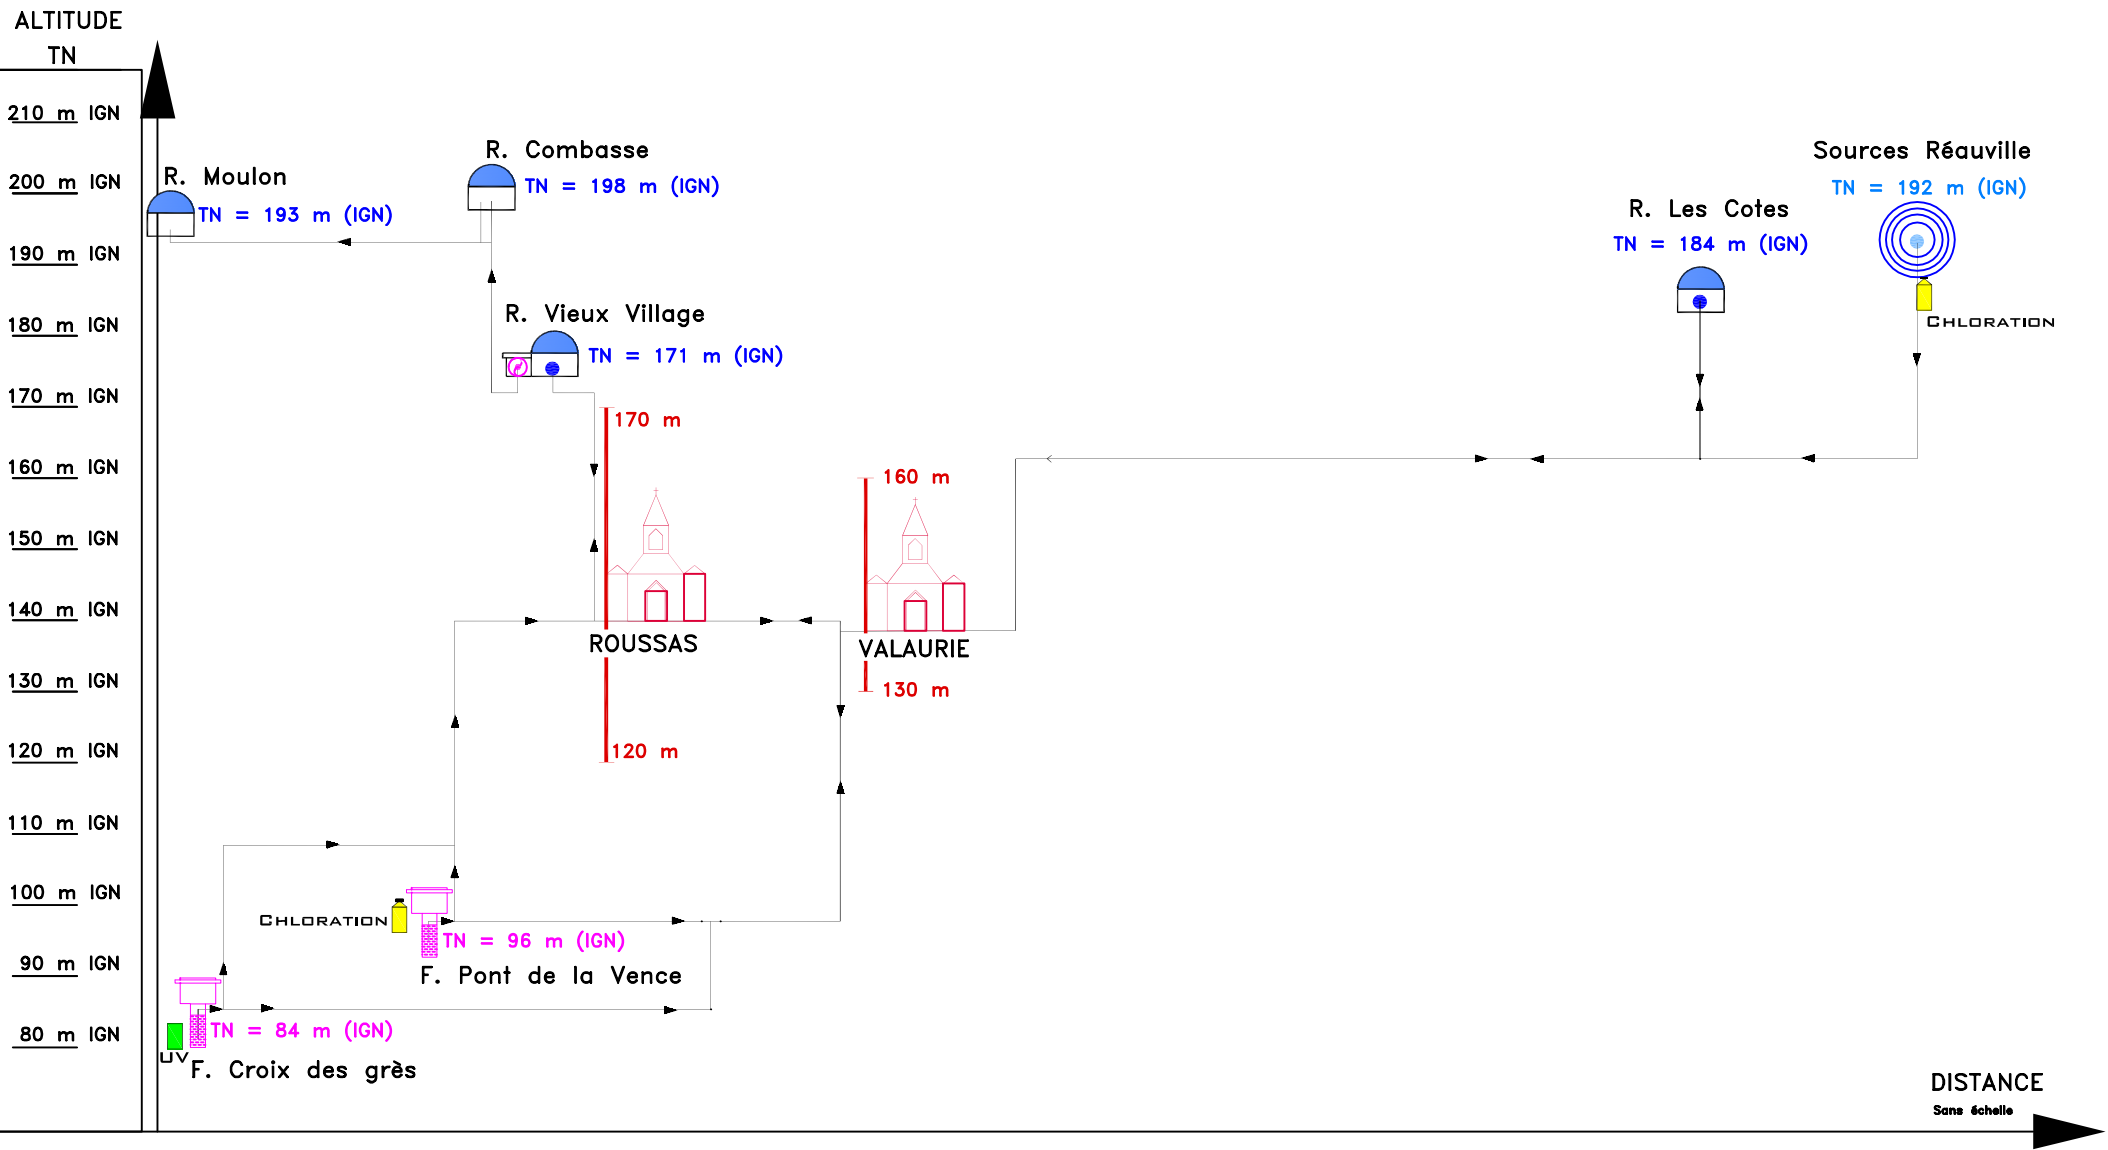 ALTITUDE
TN
210 m IGN
200 m IGN
190 m IGN
180 m IGN
170 m IGN
160 m IGN
150 m IGN
140 m IGN
130 m IGN
120 m IGN
110 m IGN
100 m IGN
90 m IGN
80 m IGN
R. Moulon
TN = 193 m (IGN)
R. Combasse
TN = 198 m (IGN)
R. Vieux Village
TN = 171 m (IGN)
170 m
ROUSSAS
120 m
160 m
VALAURIE
130 m
R. Les Cotes
TN = 184 m (IGN)
Sources Réauville
TN = 192 m (IGN)
CHLORATION
CHLORATION
TN = 96 m (IGN)
F. Pont de la Vence
TN = 84 m (IGN)
UV
F. Croix des grès
DISTANCE
Sans échelle